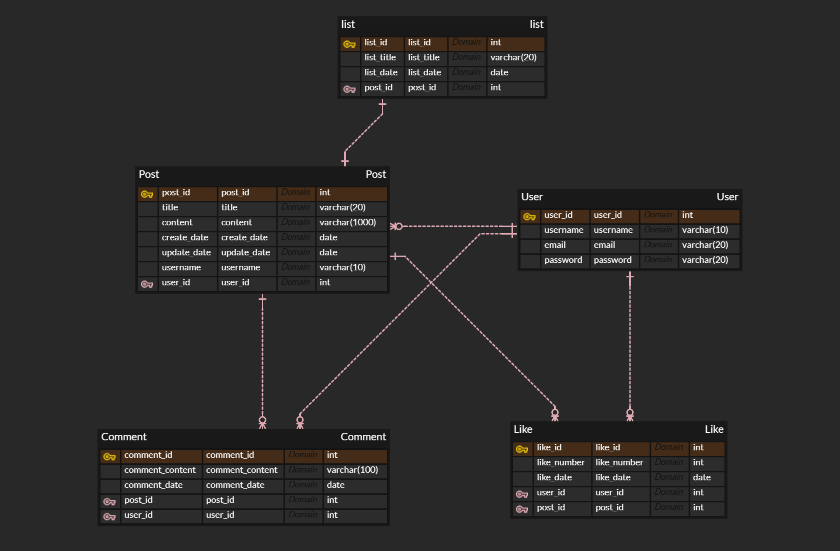 list list
list_id list_id Domain int
list_title list_title Domain varchar(20)
list_date list_date Domain date
post_id post_id Domain int
Post Post
post_id post_id Domain int
title title Domain varchar(20)
content content Domain varchar(1000)
create_date create_date Domain date
update_date update_date Domain date
username username Domain varchar(10)
user_id user_id Domain int
User User
user_id user_id Domain int
username username Domain varchar(10)
email email Domain varchar(20)
password password Domain varchar(20)
Comment Comment
comment_id comment_id Domain int
comment_content comment_content Domain varchar(100)
comment_date comment_date Domain date
post_id post_id Domain int
user_id user_id Domain int
Like Like
like_id like_id Domain int
like_number like_number Domain int
like_date like_date Domain date
user_id user_id Domain int
post_id post_id Domain int